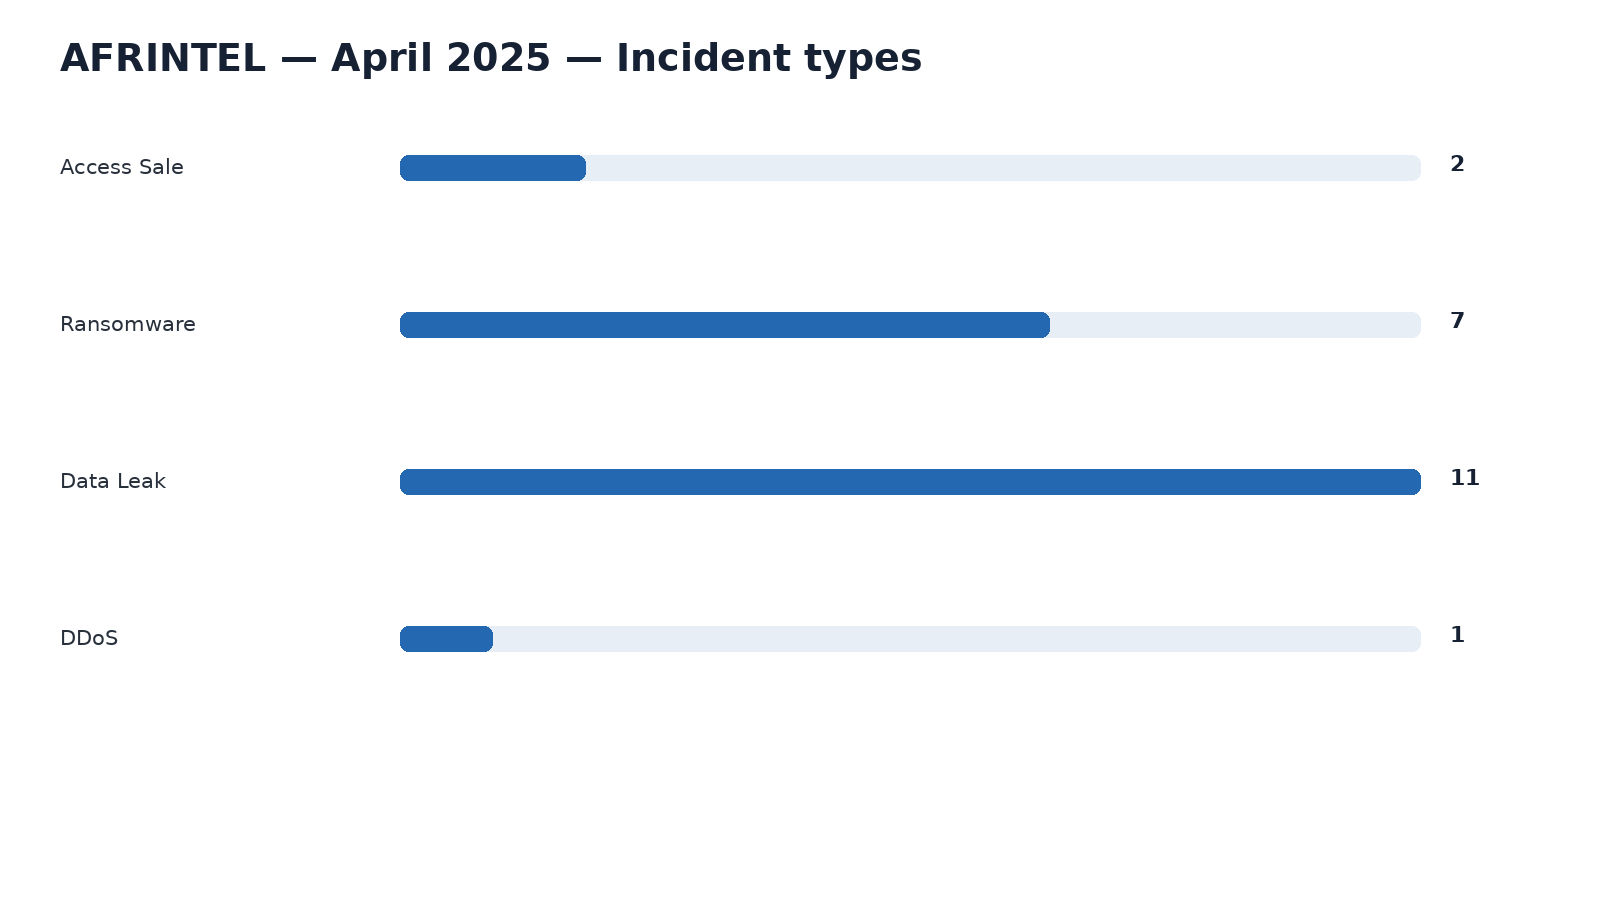 AFRINTEL — April 2025 — Incident types
Access Sale 2
Ransomware 7
Data Leak 11
DDoS 1